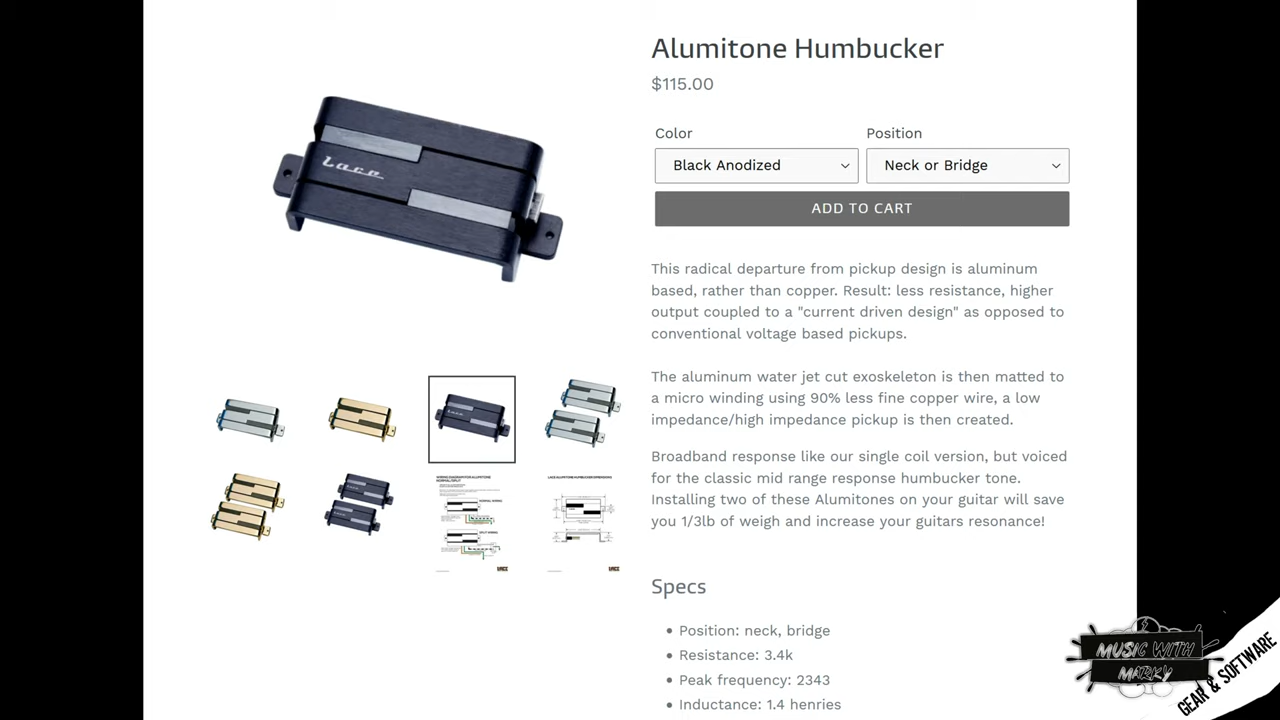 Alumitone Humbucker
$115.00
Color
Position
Black Anodized
Neck or Bridge
ADD TO CART
Lace
This radical departure from pickup design is aluminum
based, rather than copper. Result: less resistance, higher
output coupled to a "current driven design" as opposed to
conventional voltage based pickups.
The aluminum water jet cut exoskeleton is then matted to
a micro winding using 90% less fine copper wire, a low
impedance/high impedance pickup is then created.
Broadband response like our single coil version, but voiced
for the classic mid range response humbucker tone.
Installing two of these Alumitones on your guitar will save
you 1/3lb of weigh and increase your guitars resonance!
Specs
Position: neck, bridge
Resistance: 3.4k
Peak frequency: 2343
Inductance: 1.4 henries
MUSIC WITH
MARKY
GEAR & SOFTWARE